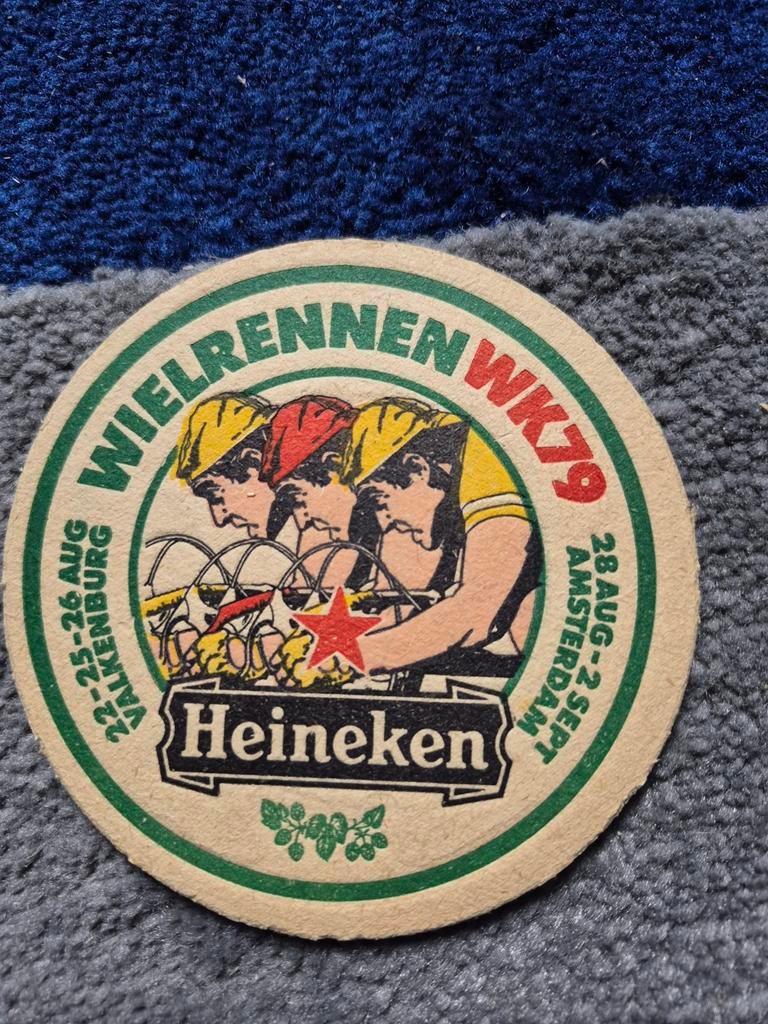 WIELRENNEN WK79
22-25-26 AUG
VALKENBURG
28 AUG-2 SEPT
AMSTERDAM
Heineken